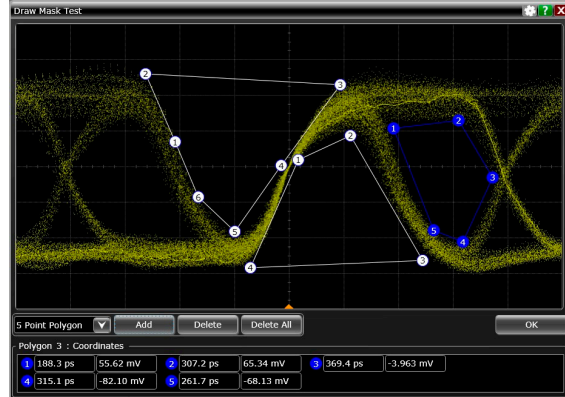 Draw Mask Test ? X
2
3
1 2 1 2
1
4 3
6
5 5
4
4 3
5 Point Polygon Add Delete Delete All OK
Polygon 3 : Coordinates
1 188.3 ps 55.62 mV 2 307.2 ps 65.34 mV 3 369.4 ps -3.963 mV
4 315.1 ps -82.10 mV 5 261.7 ps -68.13 mV